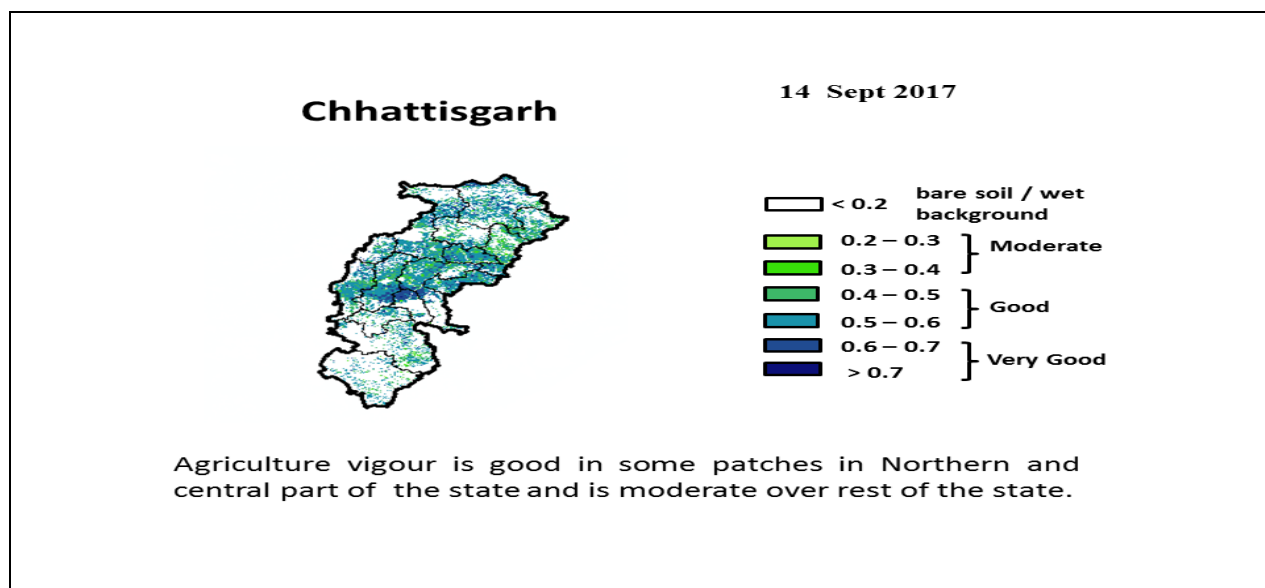 14 Sept 2017
Chhattisgarh
< 0.2 bare soil / wet
background
0.2 – 0.3
Moderate
0.3 – 0.4
0.4 – 0.5
Good
0.5 – 0.6
0.6 – 0.7
Very Good
> 0.7
Agriculture vigour is good in some patches in Northern and
central part of the state and is moderate over rest of the state.